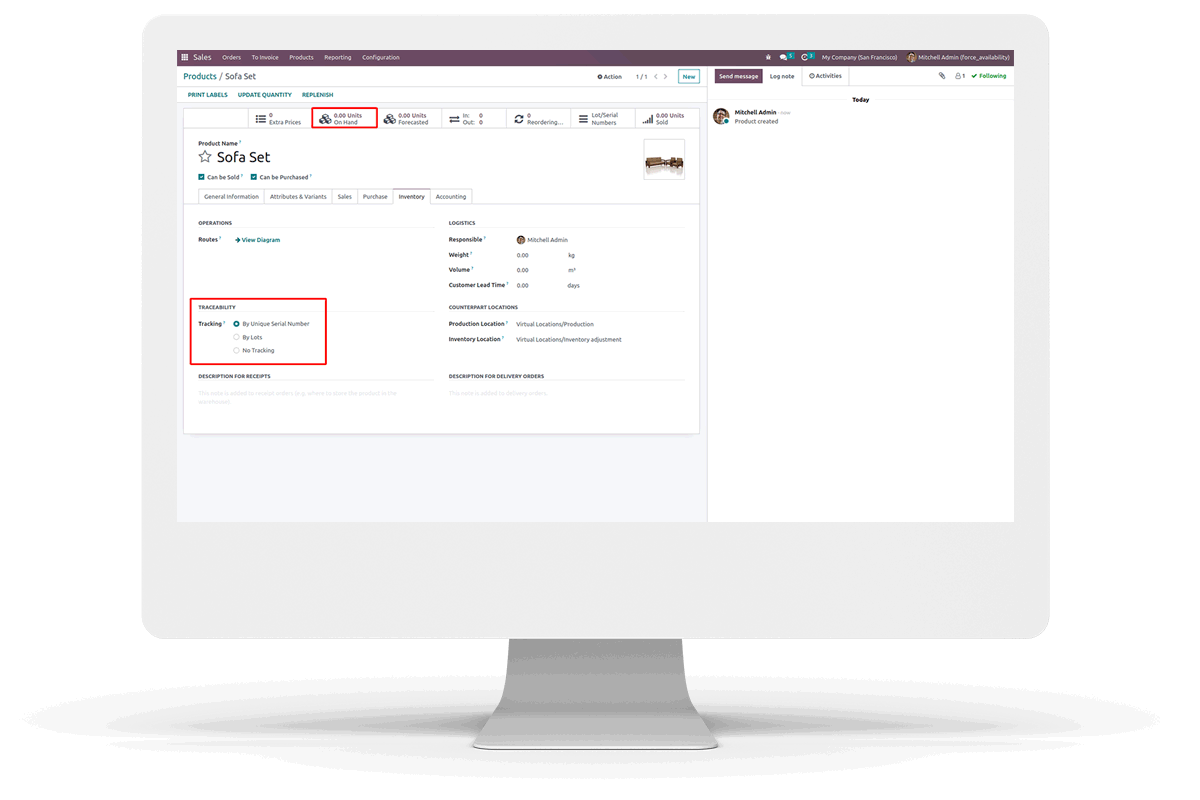 Sales Orders To Invoice Products Reporting Configuration 5 3 My Company (San Francisco) Mitchell Admin (force_availability)
Products / Sofa Set Action 1 / 1 New
PRINT LABELS UPDATE QUANTITY REPLENISH
0 Extra Prices
0.00 Units On Hand
0.00 Units Forecasted
In: 0
Out: 0
0 Reordering...
Lot/Serial Numbers
0.00 Units Sold
Product Name ?
Sofa Set
Can be Sold ? Can be Purchased ?
General Information Attributes & Variants Sales Purchase Inventory Accounting
OPERATIONS
Routes ? View Diagram
LOGISTICS
Responsible ? Mitchell Admin
Weight ? 0.00 kg
Volume ? 0.00 m³
Customer Lead Time ? 0.00 days
TRACEABILITY
Tracking ? By Unique Serial Number
By Lots
No Tracking
COUNTERPART LOCATIONS
Production Location ? Virtual Locations/Production
Inventory Location ? Virtual Locations/Inventory adjustment
DESCRIPTION FOR RECEIPTS
This note is added to receipt orders (e.g. where to store the product in the
warehouse).
DESCRIPTION FOR DELIVERY ORDERS
This note is added to delivery orders.
Send message Log note Activities 1 Following
Today
Mitchell Admin - now
Product created